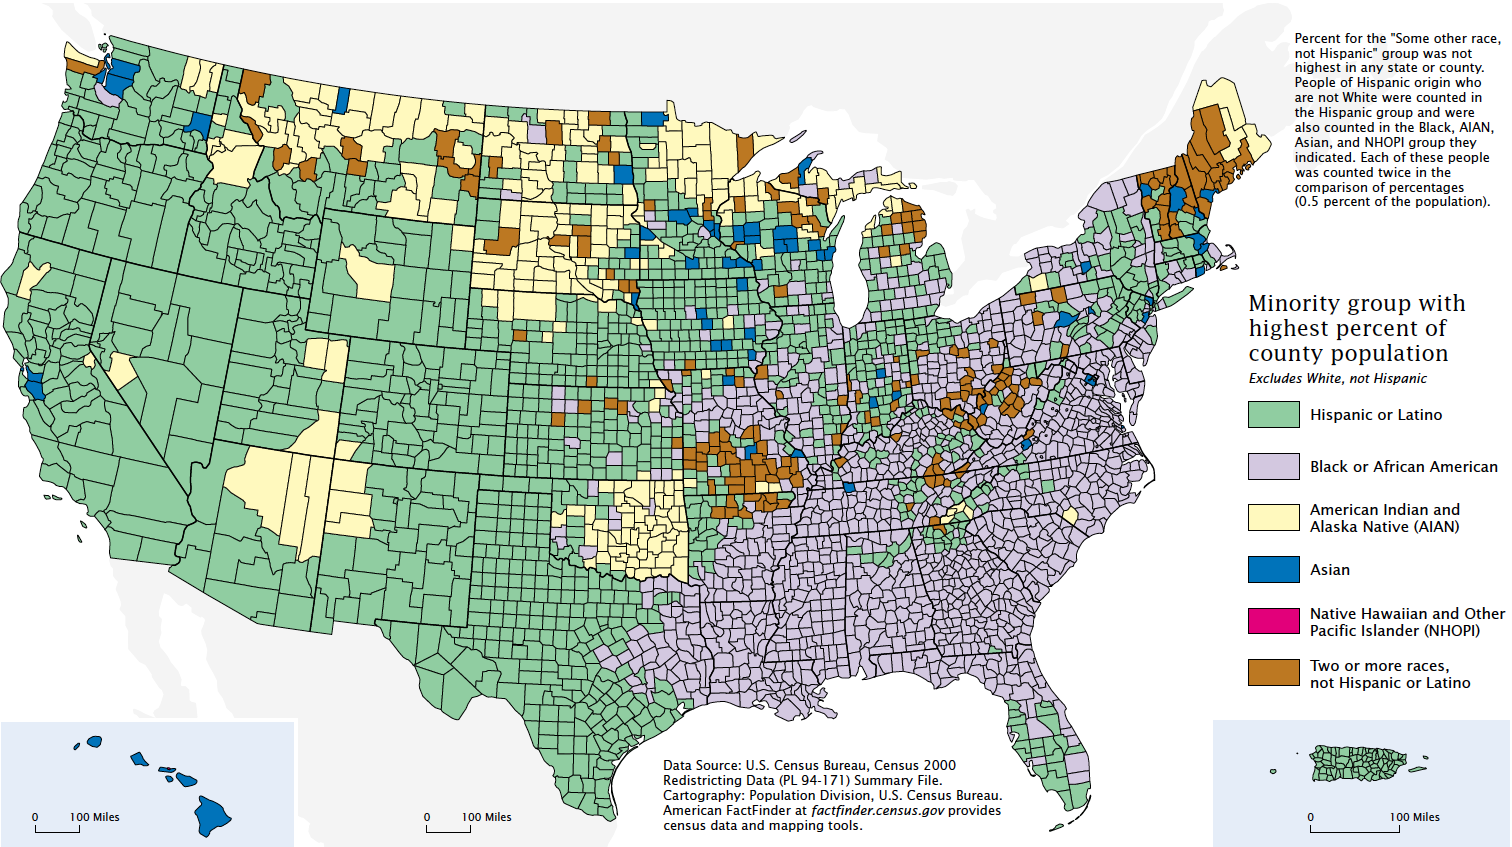 Percent for the "Some other race,
not Hispanic" group was not
highest in any state or county.
People of Hispanic origin who
are not White were counted in
the Hispanic group and were
also counted in the Black, AIAN,
Asian, and NHOPI group they
indicated. Each of these people
was counted twice in the
comparison of percentages
(0.5 percent of the population).
Minority group with
highest percent of
county population
Excludes White, not Hispanic
Hispanic or Latino
Black or African American
American Indian and
Alaska Native (AIAN)
Asian
Native Hawaiian and Other
Pacific Islander (NHOPI)
Two or more races,
not Hispanic or Latino
Data Source: U.S. Census Bureau, Census 2000
Redistricting Data (PL 94-171) Summary File.
Cartography: Population Division, U.S. Census Bureau.
American FactFinder at factfinder.census.gov provides
census data and mapping tools.
0 100 Miles
0 100 Miles
0 100 Miles